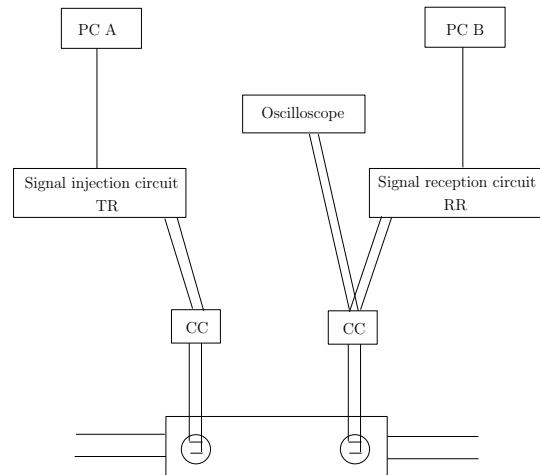 PC A
PC B
Oscilloscope
Signal injection circuit
TR
Signal reception circuit
RR
CC
CC